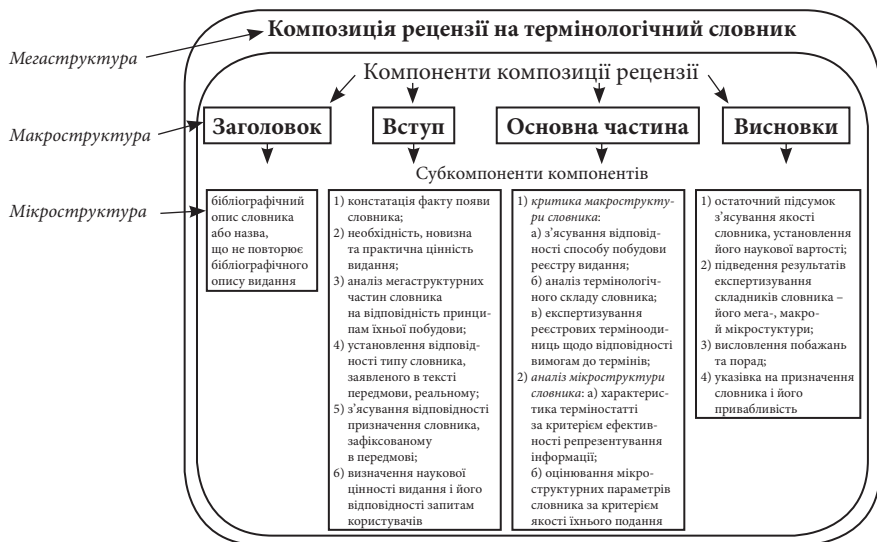 Композиція рецензії на термінологічний словник
Мегаструктура
Компоненти композиції рецензії
Макроструктура
Заголовок
Вступ
Основна частина
Висновки
Субкомпоненти компонентів
Мікроструктура
бібліографічний
опис словника
або назва,
що не повторює
бібліографічного
опису видання
1) констатація факту появи
словника;
2) необхідність, новизна
та практична цінність
видання;
3) аналіз мегаструктурних
частин словника
на відповідність принци-
пам їхньої побудови;
4) установлення відповід-
ності типу словника,
заявленого в тексті
передмови, реальному;
5) з'ясування відповідності
призначення словника,
зафіксованому
в передмові;
6) визначення наукової
цінності видання і його
відповідності запитам
користувачів
1) критика макрострукту-
ри словника:
а) з'ясування відповід-
ності способу побудови
реєстру видання;
б) аналіз термінологіч-
ного складу словника;
в) експертизування
реєстрових термінооди-
ниць щодо відповідності
вимогам до термінів;
2) аналіз мікроструктури
словника: а) характерис-
тика терміностатті
за критерієм ефектив-
ності репрезентування
інформації;
б) оцінювання мікро-
структурних параметрів
словника за критерієм
якості їхнього подання
1) остаточний підсумок
з'ясування якості
словника, установлення
його наукової вартості;
2) підведення результатів
експертизування
складників словника –
його мега-, макро-
й мікростуктури;
3) висловлення побажань
та порад;
4) указівка на призначення
словника і його
привабливість